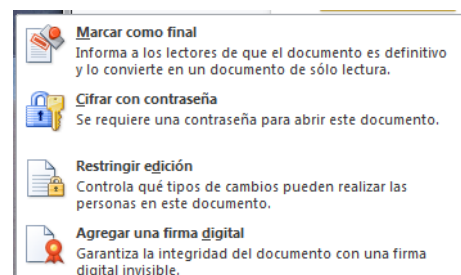 Marcar como final
Informa a los lectores de que el documento es definitivo
y lo convierte en un documento de sólo lectura.
Cifrar con contraseña
Se requiere una contraseña para abrir este documento.
Restringir edición
Controla qué tipos de cambios pueden realizar las
personas en este documento.
Agregar una firma digital
Garantiza la integridad del documento con una firma
digital invisible.